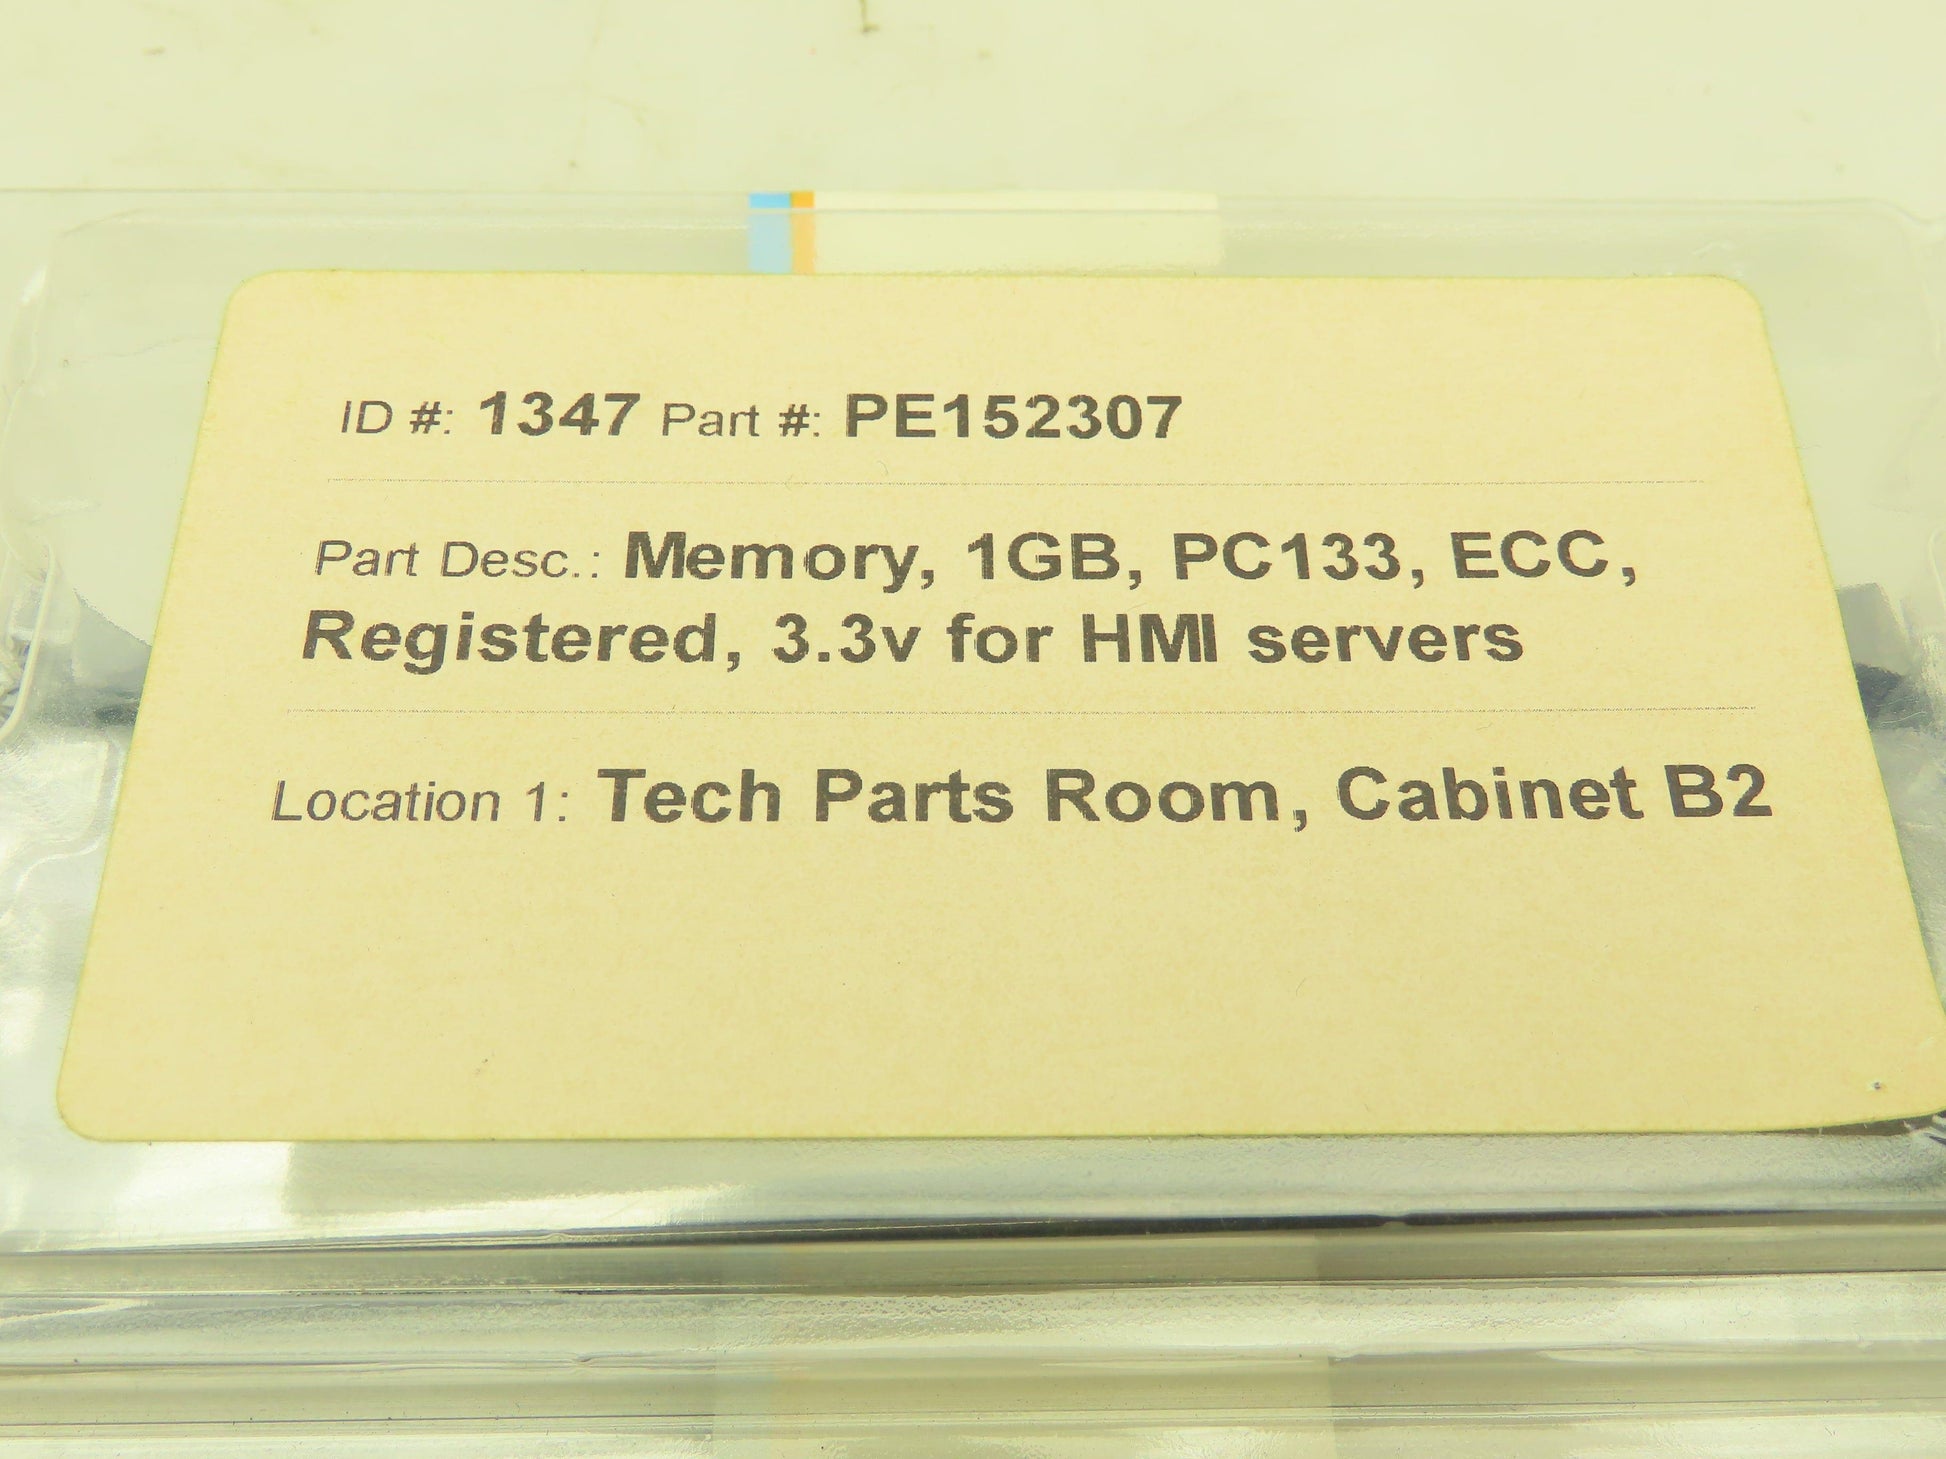 ID #: 1347 Part #: PE152307
Part Desc.: Memory, 1GB, PC133, ECC,
Registered, 3.3v for HMI servers
Location 1: Tech Parts Room, Cabinet B2